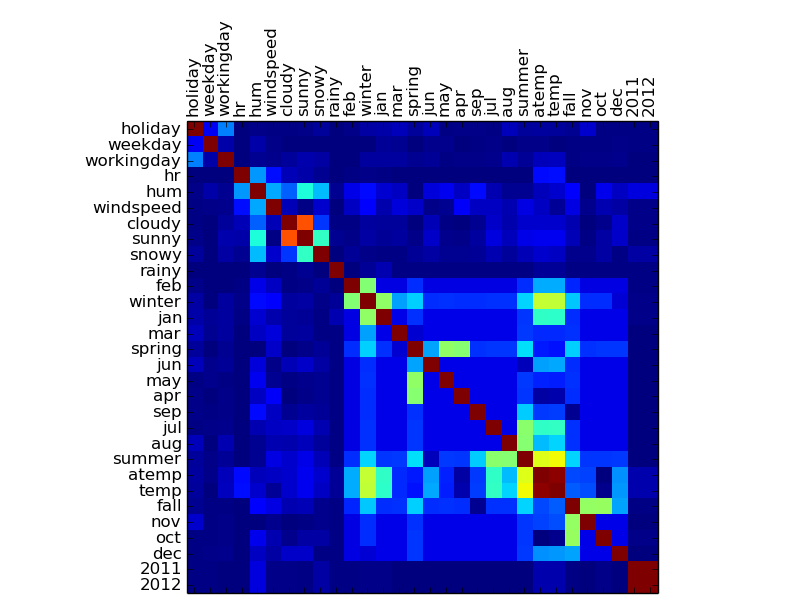 holiday
weekday
workingday
hr
hum
windspeed
cloudy
sunny
snowy
rainy
feb
winter
jan
mar
spring
jun
may
apr
sep
jul
aug
summer
atemp
temp
fall
nov
oct
dec
2011
2012
holiday
weekday
workingday
hr
hum
windspeed
cloudy
sunny
snowy
rainy
feb
winter
jan
mar
spring
jun
may
apr
sep
jul
aug
summer
atemp
temp
fall
nov
oct
dec
2011
2012